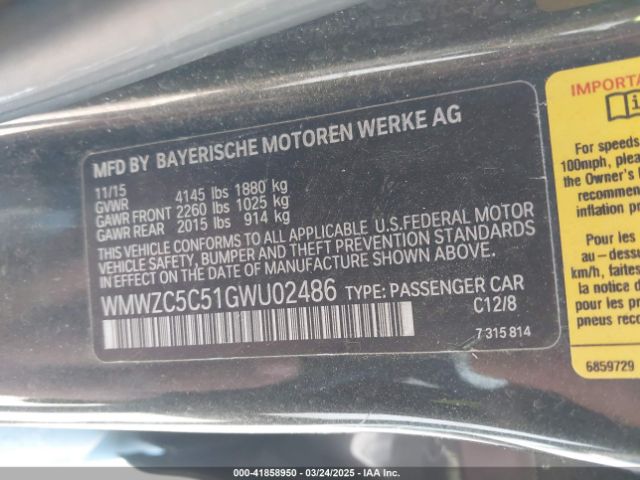 MFD BY BAYERISCHE MOTOREN WERKE AG
11/15
GVWR 4145 lbs 1880 kg
GAWR FRONT 2260 lbs 1025 kg
GAWR REAR 2015 lbs 914 kg
THIS VEHICLE CONFORMS TO ALL APPLICABLE U.S.FEDERAL MOTOR
VEHICLE SAFETY, BUMPER AND THEFT PREVENTION STANDARDS
IN EFFECT ON THE DATE OF MANUFACTURE SHOWN ABOVE.
WMWZC5C51GWU02486 TYPE: PASSENGER CAR
C12/8
7 315 814
IMPORTA
For speeds
100mph, plea
the Owner's
recommen
inflation pr
Pour les
au-dessu
km/h, faites
la notice d
pour les
pneus reco
6859729
000-41858950 - 03/24/2025 - IAA Inc.